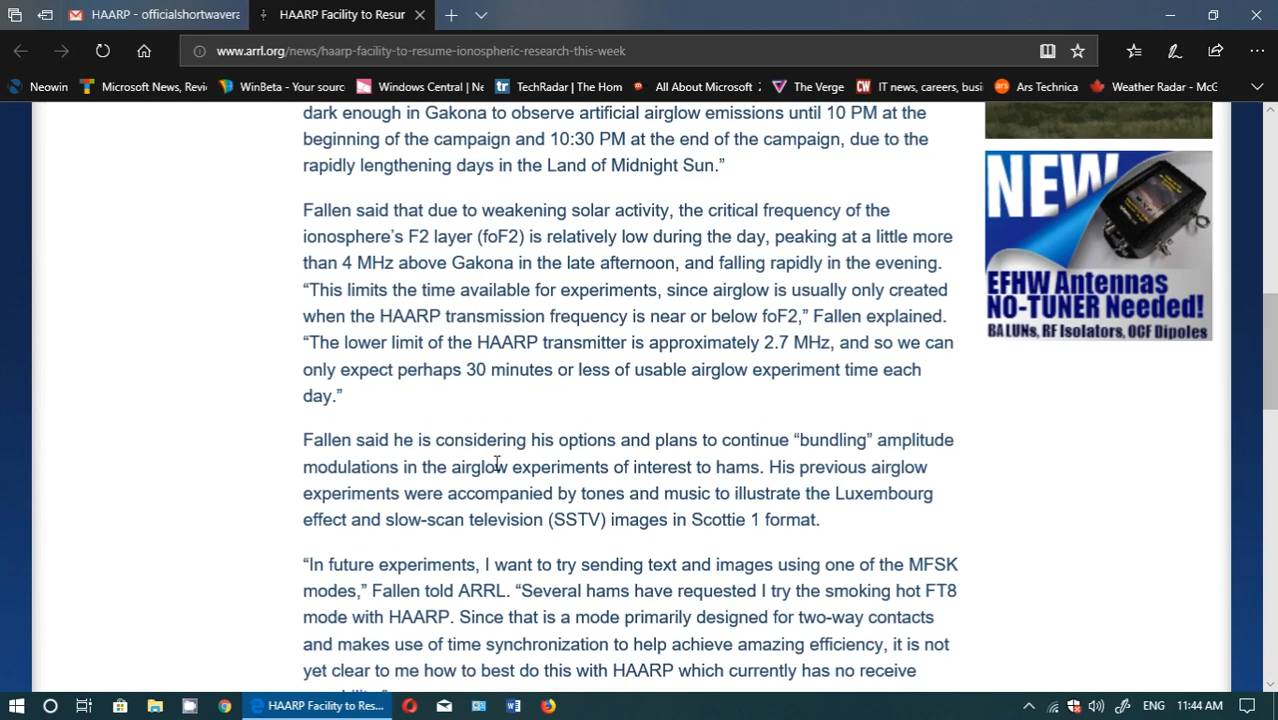 HAARP - officialshortwavera
HAARP Facility to Resur
www.arrl.org/news/haarp-facility-to-resume-ionospheric-research-this-week
Neowin
Microsoft News, Revie
WinBeta - Your source
Windows Central | Ne
TechRadar | The Hom
All About Microsoft
The Verge
IT news, careers, busi
Ars Technica
Weather Radar - McG
dark enough in Gakona to observe artificial airglow emissions until 10 PM at the
beginning of the campaign and 10:30 PM at the end of the campaign, due to the
rapidly lengthening days in the Land of Midnight Sun.”
Fallen said that due to weakening solar activity, the critical frequency of the
ionosphere’s F2 layer (foF2) is relatively low during the day, peaking at a little more
than 4 MHz above Gakona in the late afternoon, and falling rapidly in the evening.
“This limits the time available for experiments, since airglow is usually only created
when the HAARP transmission frequency is near or below foF2,” Fallen explained.
“The lower limit of the HAARP transmitter is approximately 2.7 MHz, and so we can
only expect perhaps 30 minutes or less of usable airglow experiment time each
day.”
Fallen said he is considering his options and plans to continue “bundling” amplitude
modulations in the airglow experiments of interest to hams. His previous airglow
experiments were accompanied by tones and music to illustrate the Luxembourg
effect and slow-scan television (SSTV) images in Scottie 1 format.
“In future experiments, I want to try sending text and images using one of the MFSK
modes,” Fallen told ARRL. “Several hams have requested I try the smoking hot FT8
mode with HAARP. Since that is a mode primarily designed for two-way contacts
and makes use of time synchronization to help achieve amazing efficiency, it is not
yet clear to me how to best do this with HAARP which currently has no receive
NEW
EFHW Antennas
NO-TUNER Needed!
BALUNs, RF Isolators, OCF Dipoles
HAARP Facility to Res...
ENG
11:44 AM